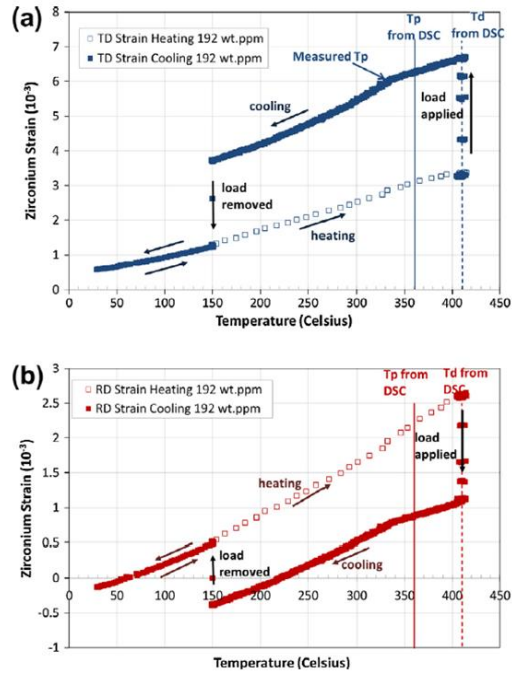 (a)
Tp
from DSC
Td
from DSC
TD Strain Heating 192 wt.ppm
TD Strain Cooling 192 wt.ppm
Measured Tp
cooling
load
applied
load
removed
heating
Zirconium Strain (10⁻³)
7
6
5
4
3
2
1
0
0 50 100 150 200 250 300 350 400 450
Temperature (Celsius)
(b)
Tp from
DSC
Td from
DSC
RD Strain Heating 192 wt.ppm
RD Strain Cooling 192 wt.ppm
load
applied
heating
load
removed
cooling
Zirconium Strain (10⁻³)
3
2.5
2
1.5
1
0.5
0
-0.5
-1
0 50 100 150 200 250 300 350 400 450
Temperature (Celsius)